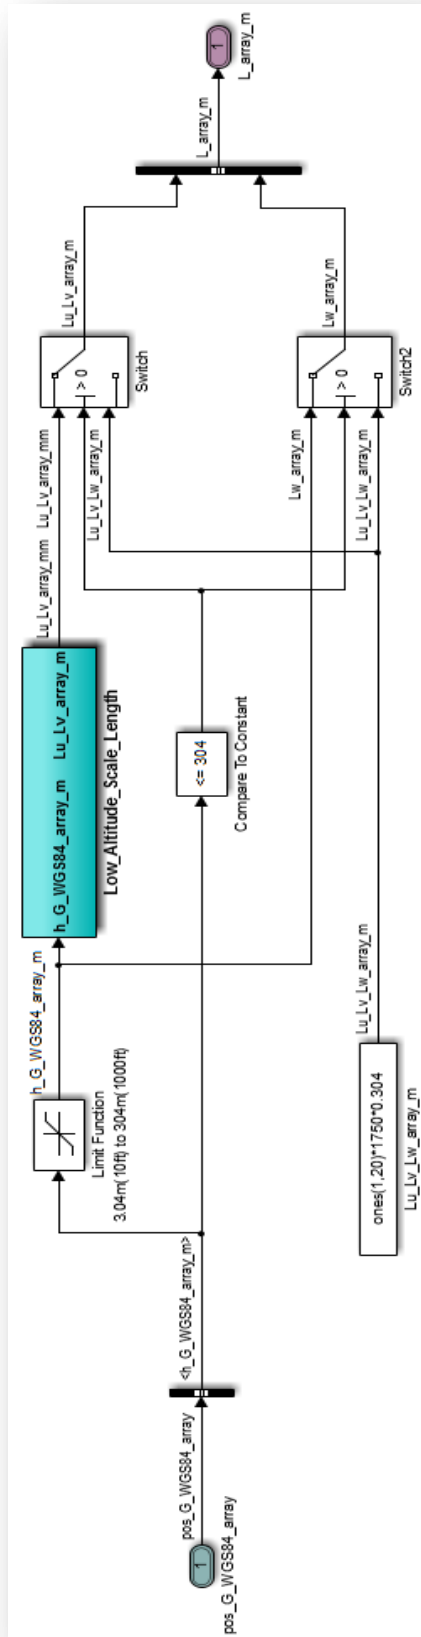 1
pos_G_WGS84_array
pos_G_WGS84_array
<h_G_WGS84_array_m>
Limit Function
3.04m(10ft) to 304m(1000ft)
h_G_WGS84_array_m
h_G_WGS84_array_m Lu_Lv_array_m
Low_Altitude_Scale_Length
Lu_Lv_array_mm
Lu_Lv_array_mm
<= 304
Compare To Constant
ones(1,20)*1750*0.304
Lu_Lv_Lw_array_m
Lu_Lv_Lw_array_m
Lu_Lv_Lw_array_m
> 0
Switch
Lu_Lv_array_m
Lw_array_m
Lu_Lv_Lw_array_m
> 0
Switch2
Lw_array_m
L_array_m
1
L_array_m